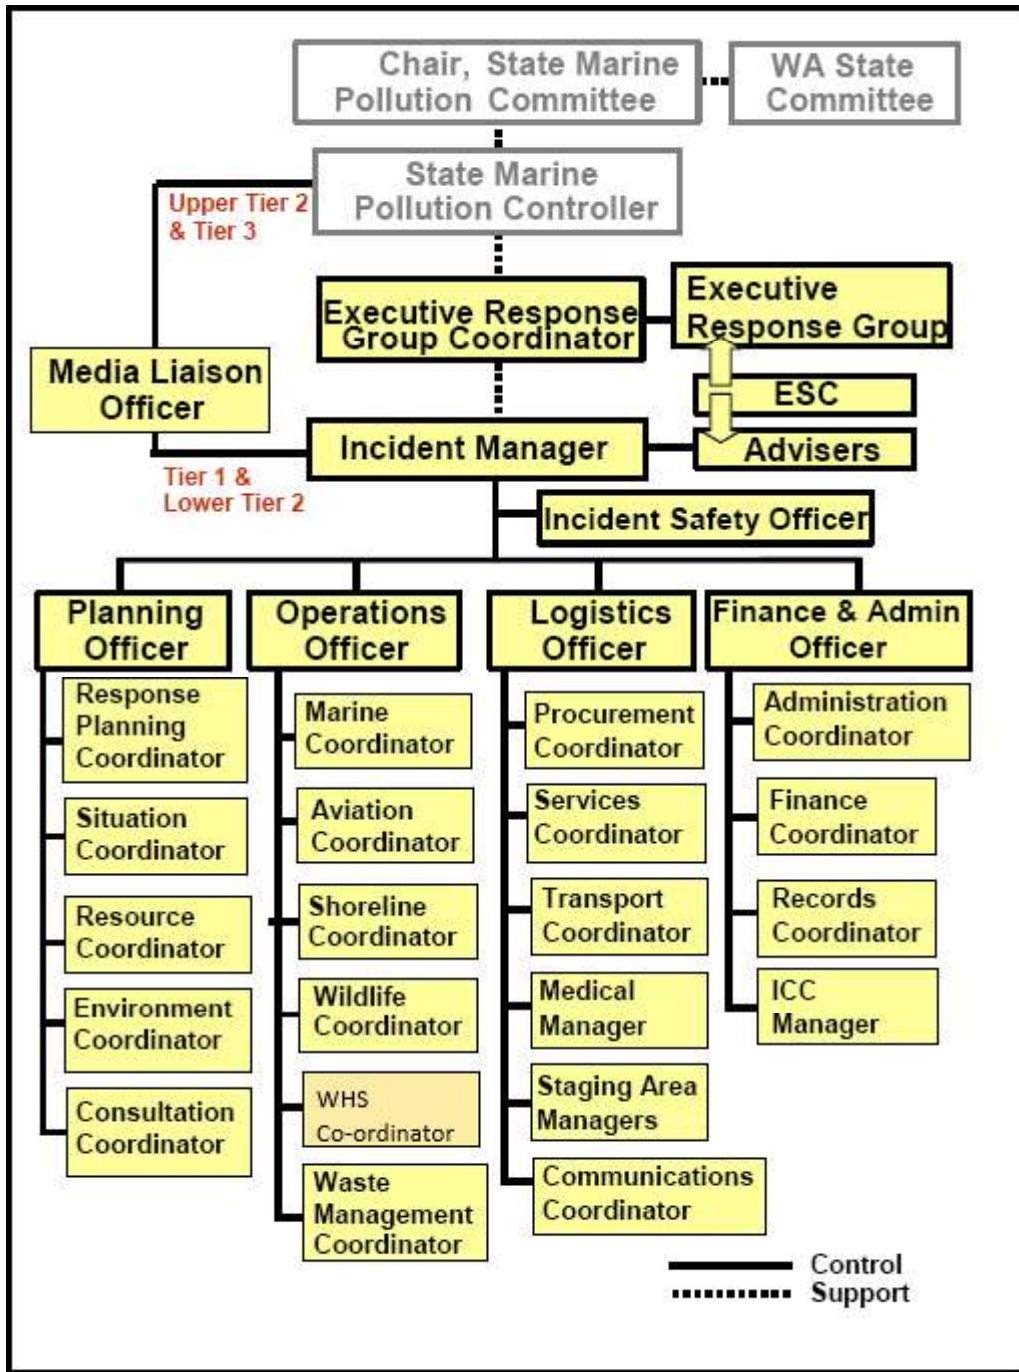 Chair, State Marine
Pollution Committee
WA State
Committee
State Marine
Pollution Controller
Upper Tier 2
& Tier 3
Executive Response
Group Coordinator
Executive
Response Group
Media Liaison
Officer
ESC
Incident Manager
Advisers
Tier 1 &
Lower Tier 2
Incident Safety Officer
Planning
Officer
Response
Planning
Coordinator
Situation
Coordinator
Resource
Coordinator
Environment
Coordinator
Consultation
Coordinator
Operations
Officer
Marine
Coordinator
Aviation
Coordinator
Shoreline
Coordinator
Wildlife
Coordinator
WHS
Co-ordinator
Waste
Management
Coordinator
Logistics
Officer
Procurement
Coordinator
Services
Coordinator
Transport
Coordinator
Medical
Manager
Staging Area
Managers
Communications
Coordinator
Finance & Admin
Officer
Administration
Coordinator
Finance
Coordinator
Records
Coordinator
ICC
Manager
Control
Support